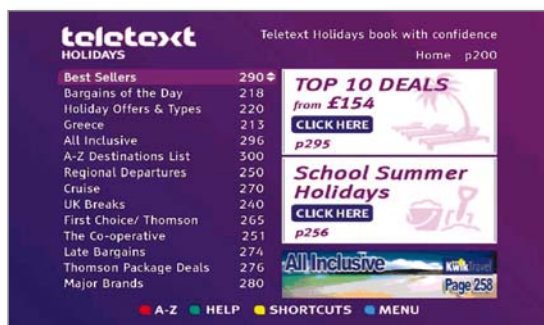 teletext
HOLIDAYS
Teletext Holidays book with confidence
Home p200
Best Sellers 290
Bargains of the Day 218
Holiday Offers & Types 220
Greece 213
All Inclusive 296
A-Z Destinations List 300
Regional Departures 250
Cruise 270
UK Breaks 240
First Choice/ Thomson 265
The Co-operative 251
Late Bargains 274
Thomson Package Deals 276
Major Brands 280
TOP 10 DEALS
from £154
CLICK HERE
p295
School Summer
Holidays
CLICK HERE
p256
All Inclusive
KwikTravel
Page 258
A-Z HELP SHORTCUTS MENU